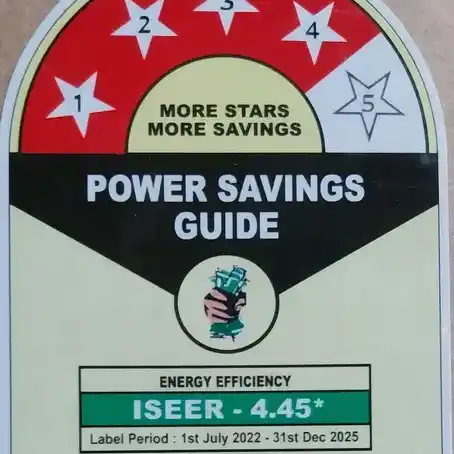 1
2
3
4
5
MORE STARS
MORE SAVINGS
POWER SAVINGS
GUIDE
ENERGY EFFICIENCY
ISEER - 4.45*
Label Period : 1st July 2022 - 31st Dec 2025